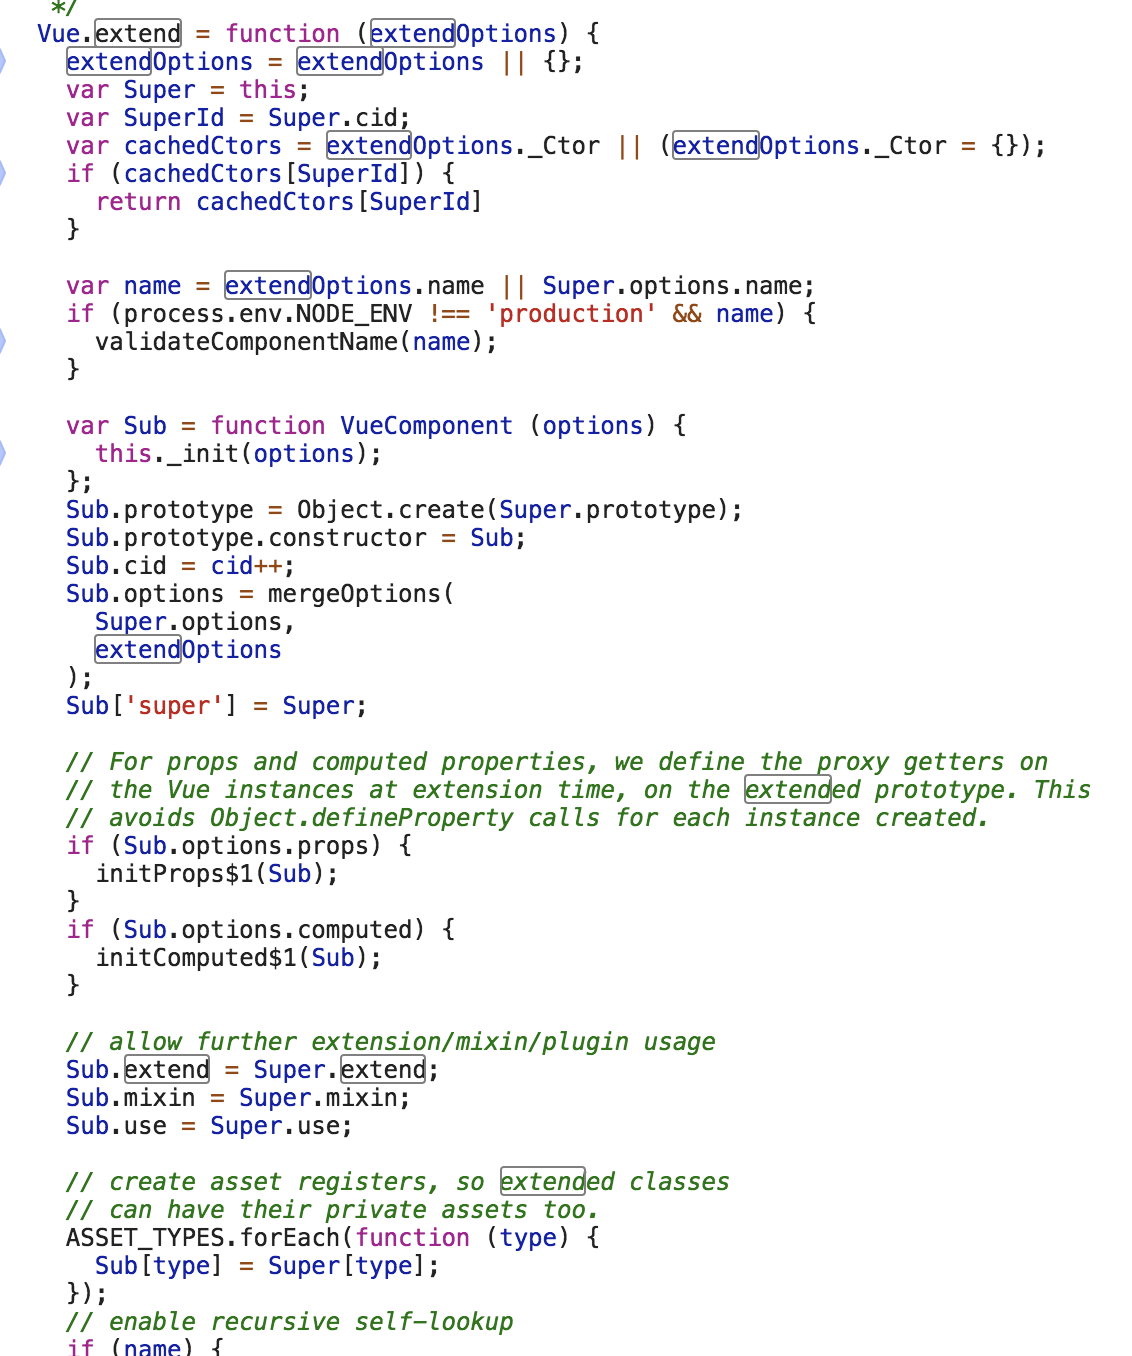 */
Vue.extend = function (extendOptions) {
extendOptions = extendOptions || {};
var Super = this;
var SuperId = Super.cid;
var cachedCtors = extendOptions._Ctor || (extendOptions._Ctor = {});
if (cachedCtors[SuperId]) {
return cachedCtors[SuperId]
}
var name = extendOptions.name || Super.options.name;
if (process.env.NODE_ENV !== 'production' && name) {
validateComponentName(name);
}
var Sub = function VueComponent (options) {
this._init(options);
};
Sub.prototype = Object.create(Super.prototype);
Sub.prototype.constructor = Sub;
Sub.cid = cid++;
Sub.options = mergeOptions(
Super.options,
extendOptions
);
Sub['super'] = Super;
// For props and computed properties, we define the proxy getters on
// the Vue instances at extension time, on the extended prototype. This
// avoids Object.defineProperty calls for each instance created.
if (Sub.options.props) {
initProps$1(Sub);
}
if (Sub.options.computed) {
initComputed$1(Sub);
}
// allow further extension/mixin/plugin usage
Sub.extend = Super.extend;
Sub.mixin = Super.mixin;
Sub.use = Super.use;
// create asset registers, so extended classes
// can have their private assets too.
ASSET_TYPES.forEach(function (type) {
Sub[type] = Super[type];
});
// enable recursive self-lookup
if (name) {